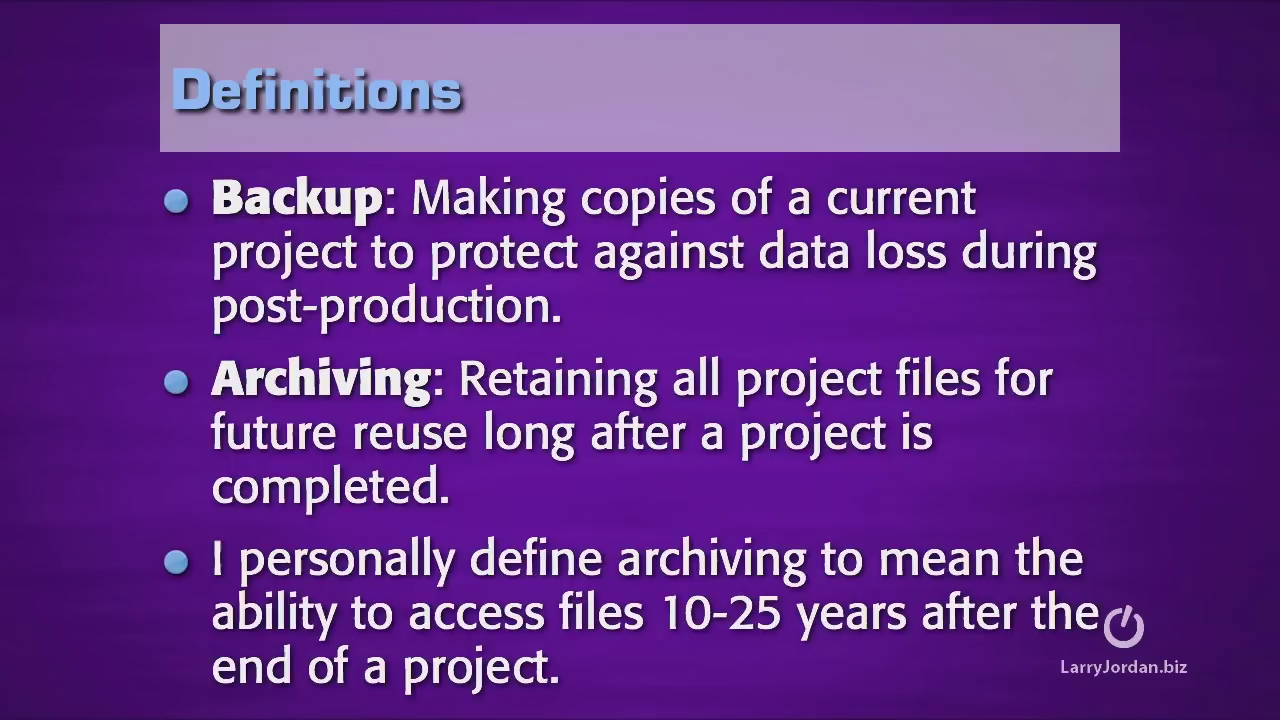 Definitions
Backup: Making copies of a current
project to protect against data loss during
post-production.
Archiving: Retaining all project files for
future reuse long after a project is
completed.
I personally define archiving to mean the
ability to access files 10-25 years after the
end of a project.
LarryJordan.biz